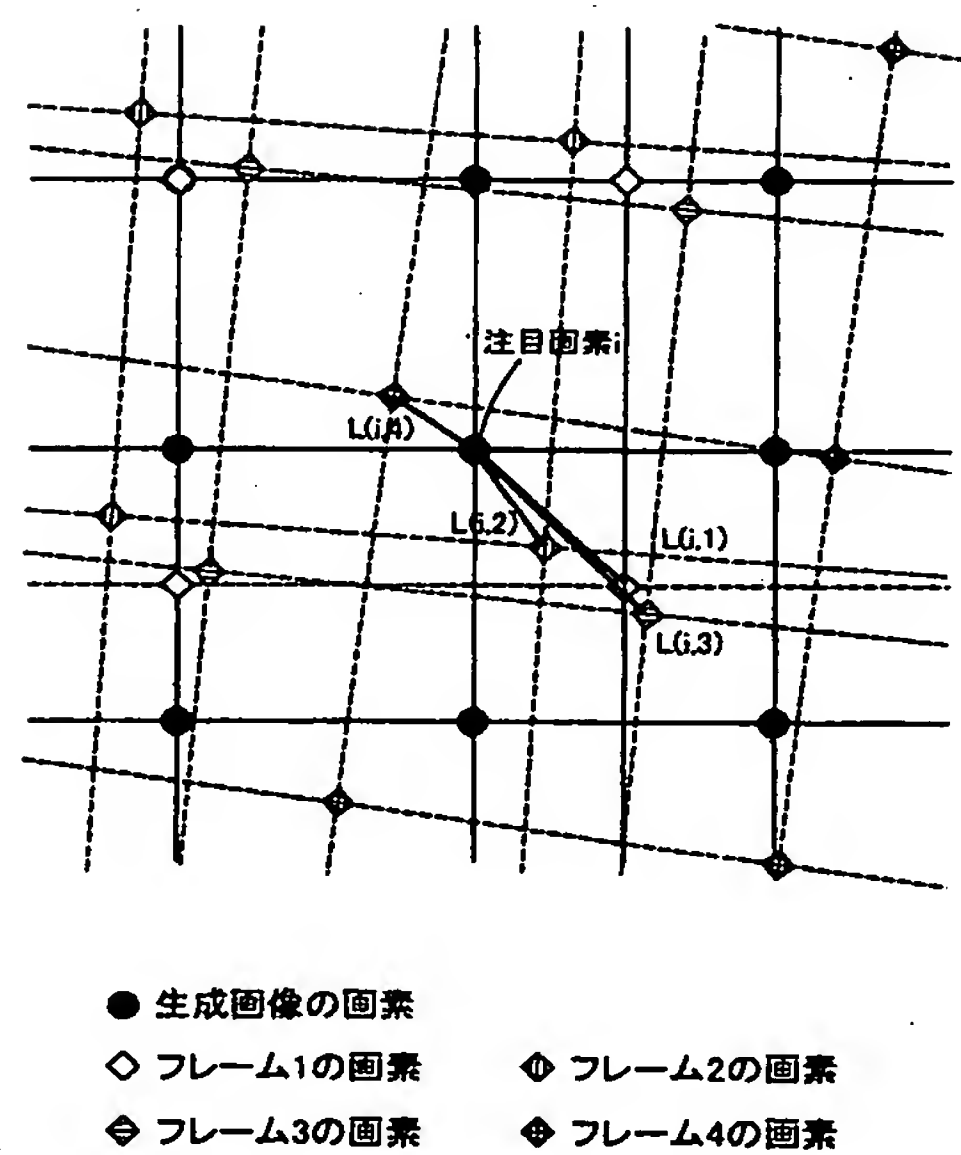 注目画素i
L(i,4)
L(i,2)
L(i,1)
L(i,3)
生成画像の画素
フレーム1の画素
フレーム2の画素
フレーム3の画素
フレーム4の画素